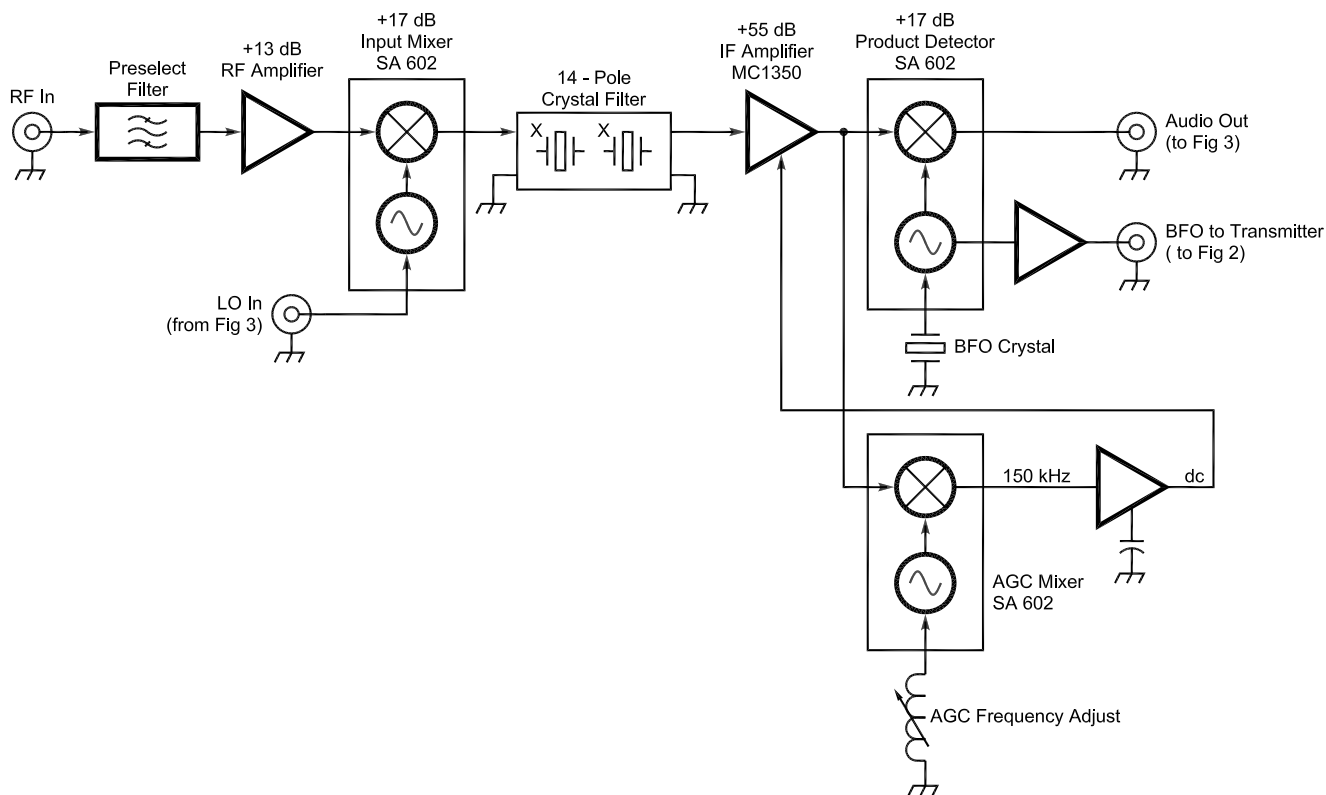 RF In
Preselect
Filter
+13 dB
RF Amplifier
+17 dB
Input Mixer
SA 602
14 - Pole
Crystal Filter
X
X
+55 dB
IF Amplifier
MC1350
+17 dB
Product Detector
SA 602
Audio Out
(to Fig 3)
BFO to Transmitter
( to Fig 2)
LO In
(from Fig 3)
BFO Crystal
150 kHz
dc
AGC Mixer
SA 602
AGC Frequency Adjust